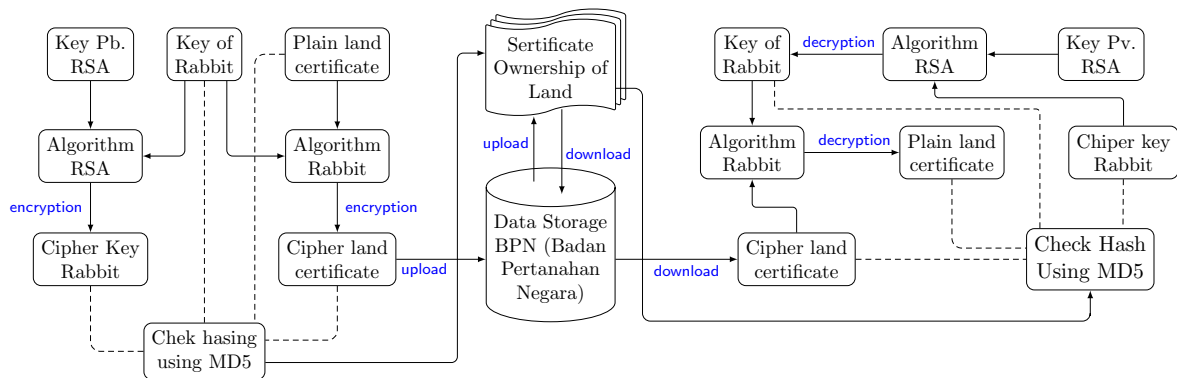 Key Pb.
RSA
Key of
Rabbit
Plain land
certificate
Algorithm
RSA
Algorithm
Rabbit
encryption
encryption
Cipher Key
Rabbit
Cipher land
certificate
upload
Chek hasing
using MD5
Sertificate
Ownership of
Land
upload
download
Data Storage
BPN (Badan
Pertanahan
Negara)
download
Key of
Rabbit
decryption
Algorithm
RSA
Key Pv.
RSA
Algorithm
Rabbit
decryption
Plain land
certificate
Chiper key
Rabbit
Cipher land
certificate
Check Hash
Using MD5